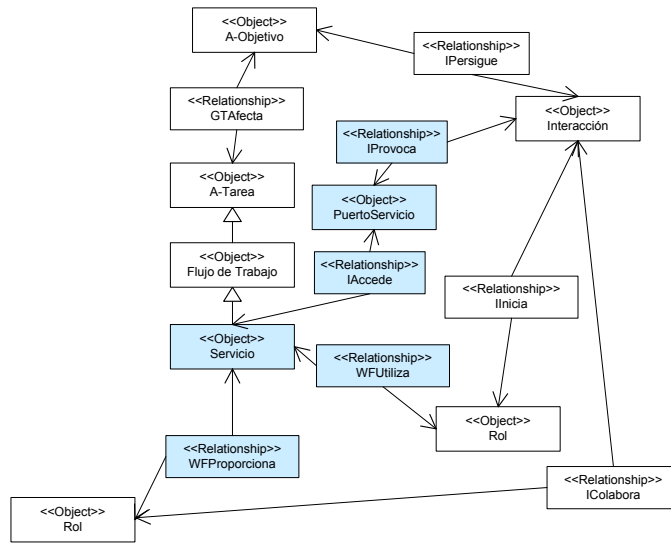 <<Object>>
A-Objetivo
<<Relationship>>
IPersigue
<<Relationship>>
GTAfecta
<<Object>>
Interacción
<<Relationship>>
IProvoca
<<Object>>
A-Tarea
<<Object>>
PuertoServicio
<<Object>>
Flujo de Trabajo
<<Relationship>>
IAccede
<<Relationship>>
IInicia
<<Object>>
Servicio
<<Relationship>>
WFUtiliza
<<Object>>
Rol
<<Relationship>>
WFProporciona
<<Relationship>>
IColabora
<<Object>>
Rol